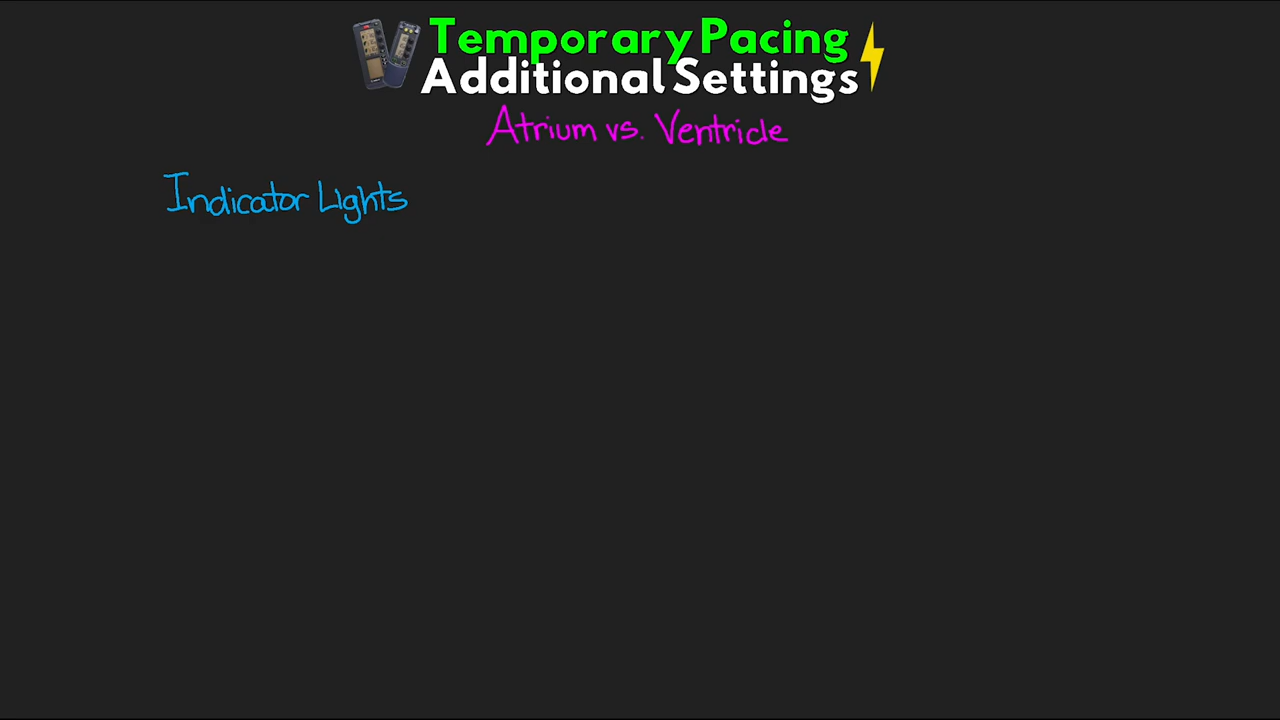 Temporary Pacing
Additional Settings
Atrium vs. Ventricle
Indicator Lights